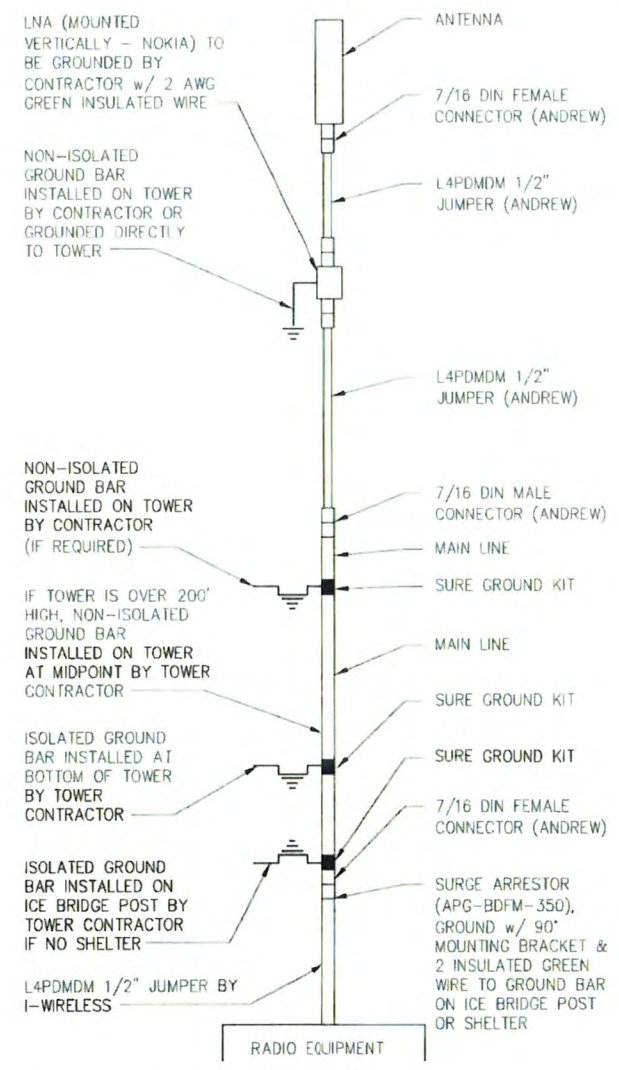 LNA (MOUNTED
VERTICALLY - NOKIA) TO
BE GROUNDED BY
CONTRACTOR w/ 2 AWG
GREEN INSULATED WIRE
NON-ISOLATED
GROUND BAR
INSTALLED ON TOWER
BY CONTRACTOR OR
GROUNDED DIRECTLY
TO TOWER
NON-ISOLATED
GROUND BAR
INSTALLED ON TOWER
BY CONTRACTOR
(IF REQUIRED)
IF TOWER IS OVER 200'
HIGH, NON-ISOLATED
GROUND BAR
INSTALLED ON TOWER
AT MIDPOINT BY TOWER
CONTRACTOR
ISOLATED GROUND
BAR INSTALLED AT
BOTTOM OF TOWER
BY TOWER
CONTRACTOR
ISOLATED GROUND
BAR INSTALLED ON
ICE BRIDGE POST BY
TOWER CONTRACTOR
IF NO SHELTER
L4PDMDM 1/2" JUMPER BY
I-WIRELESS
ANTENNA
7/16 DIN FEMALE
CONNECTOR (ANDREW)
L4PDMDM 1/2"
JUMPER (ANDREW)
L4PDMDM 1/2"
JUMPER (ANDREW)
7/16 DIN MALE
CONNECTOR (ANDREW)
MAIN LINE
SURE GROUND KIT
MAIN LINE
SURE GROUND KIT
SURE GROUND KIT
7/16 DIN FEMALE
CONNECTOR (ANDREW)
SURGE ARRESTOR
(APG-BDFM-350),
GROUND w/ 90°
MOUNTING BRACKET &
2 INSULATED GREEN
WIRE TO GROUND BAR
ON ICE BRIDGE POST
OR SHELTER
RADIO EQUIPMENT